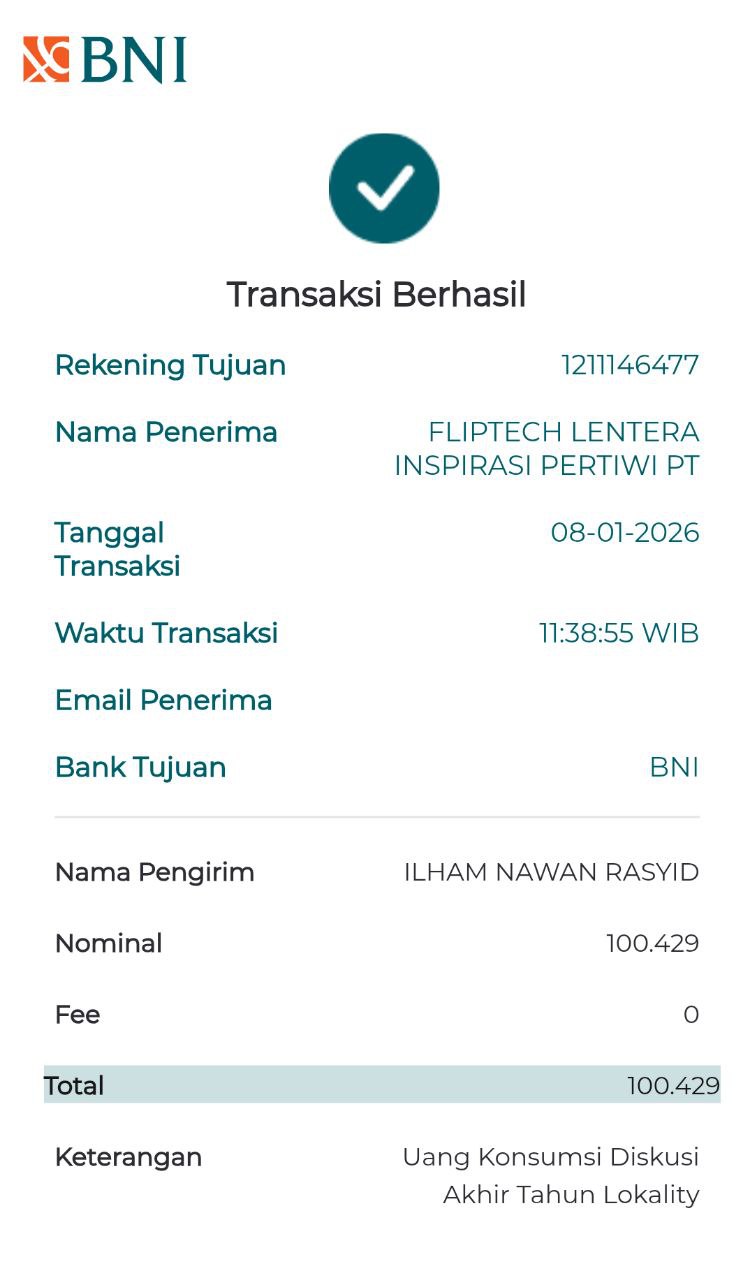 BNI
Transaksi Berhasil
Rekening Tujuan 1211146477
Nama Penerima FLIPTECH LENTERA
INSPIRASI PERTIWI PT
Tanggal 08-01-2026
Transaksi
Waktu Transaksi 11:38:55 WIB
Email Penerima
Bank Tujuan BNI
Nama Pengirim ILHAM NAWAN RASYID
Nominal 100.429
Fee 0
Total 100.429
Keterangan Uang Konsumsi Diskusi
Akhir Tahun Lokality